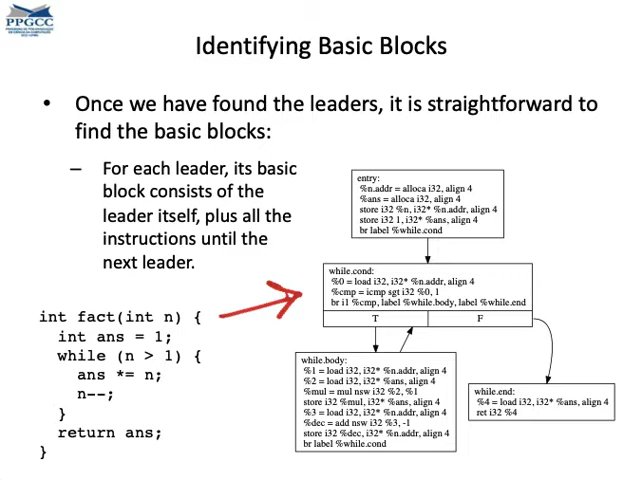 PPGCC
Identifying Basic Blocks
• Once we have found the leaders, it is straightforward to
find the basic blocks:
– For each leader, its basic
block consists of the
leader itself, plus all the
instructions until the
next leader.
int fact(int n) {
int ans = 1;
while (n > 1) {
ans *= n;
n--;
}
return ans;
}
entry:
%n.addr = alloca i32, align 4
%ans = alloca i32, align 4
store i32 %n, i32* %n.addr, align 4
store i32 1, i32* %ans, align 4
br label %while.cond
while.cond:
%0 = load i32, i32* %n.addr, align 4
%cmp = icmp sgt i32 %0, 1
br i1 %cmp, label %while.body, label %while.end
T F
while.body:
%1 = load i32, i32* %n.addr, align 4
%2 = load i32, i32* %ans, align 4
%mul = mul nsw i32 %2, %1
store i32 %mul, i32* %ans, align 4
%3 = load i32, i32* %n.addr, align 4
%dec = add nsw i32 %3, -1
store i32 %dec, i32* %n.addr, align 4
br label %while.cond
while.end:
%4 = load i32, i32* %ans, align 4
ret i32 %4